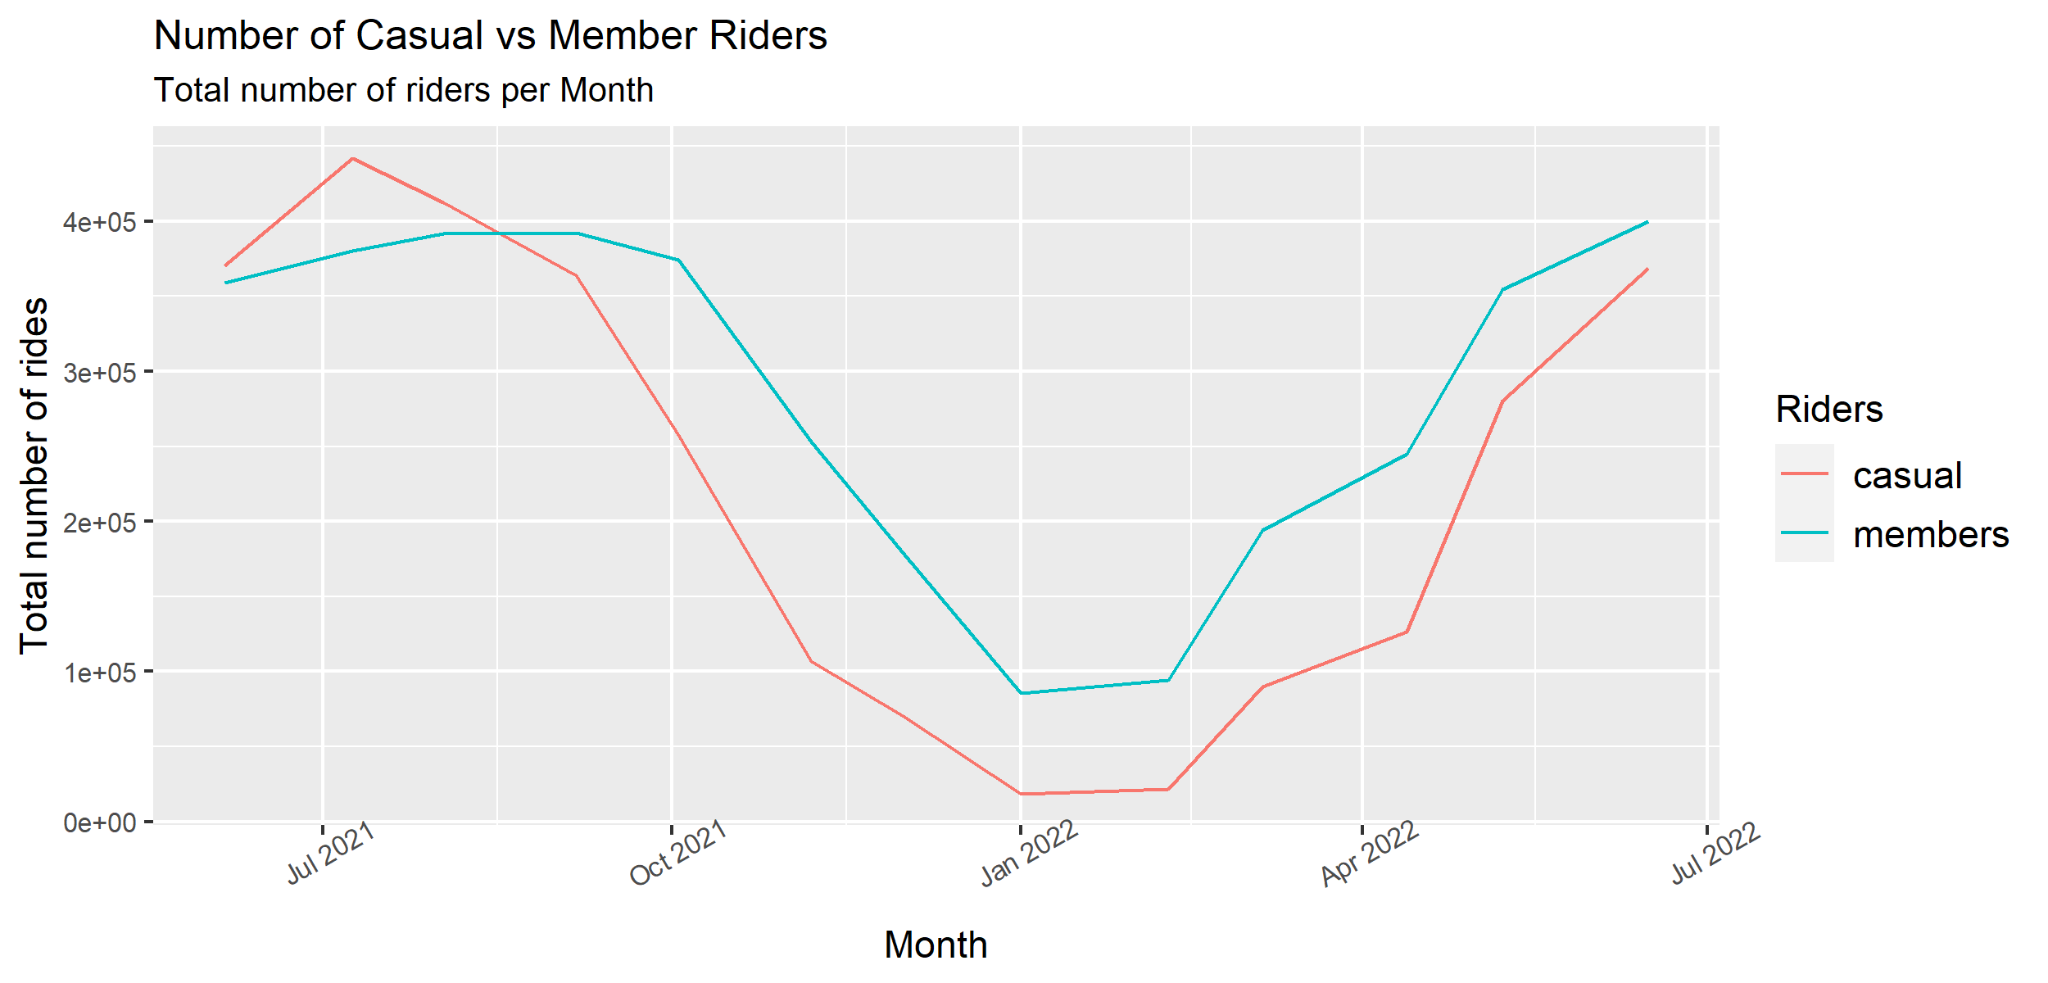 Number of Casual vs Member Riders
Total number of riders per Month
Total number of rides
4e+05
3e+05
2e+05
1e+05
0e+00
Jul 2021
Oct 2021
Jan 2022
Apr 2022
Jul 2022
Month
Riders
casual
members